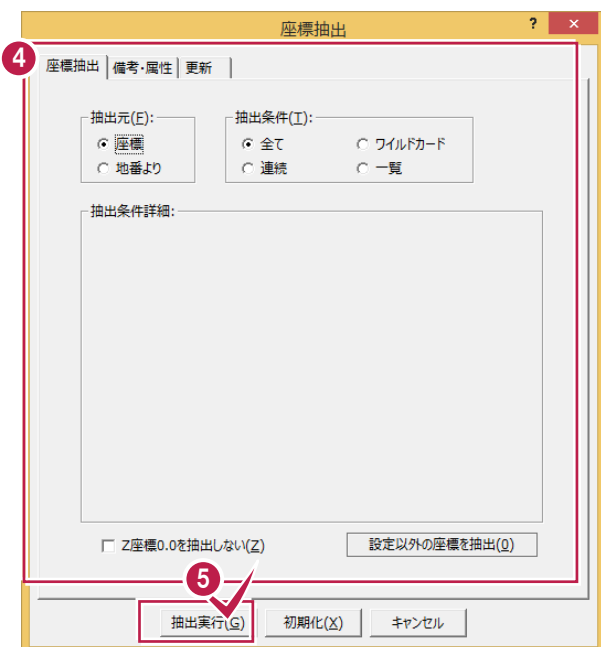 座標抽出 ? ×
4
座標抽出 備考・属性 更新
抽出元(F): 抽出条件(T):
座標 全て ワイルドカード
地番より 連続 一覧
抽出条件詳細:
Z座標0.0を抽出しない(Z) 設定以外の座標を抽出(0)
5
抽出実行(G) 初期化(X) キャンセル